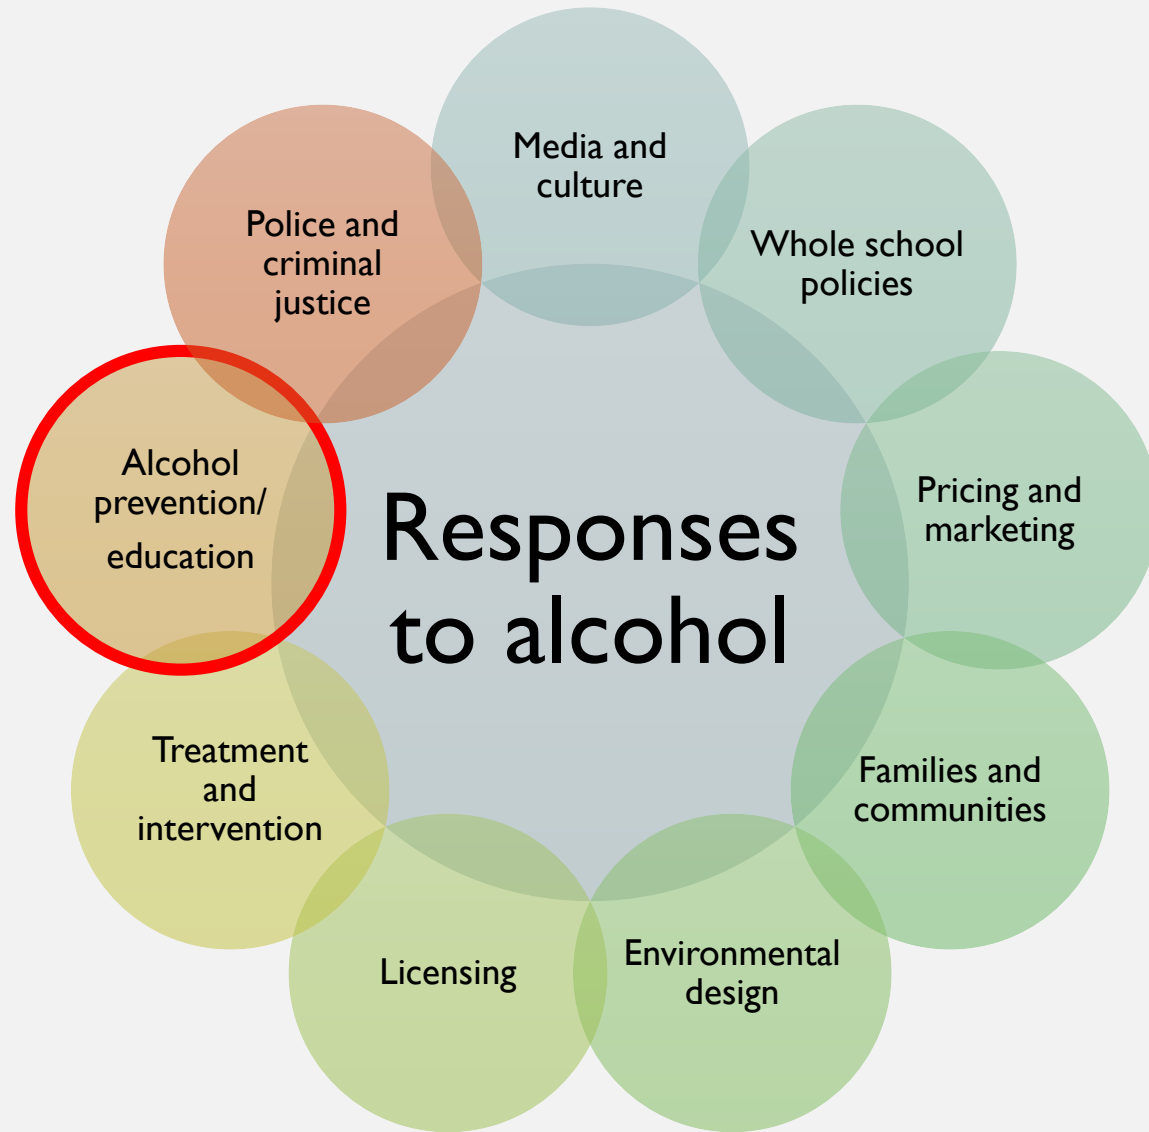 Media and
culture
Whole school
policies
Pricing and
marketing
Families and
communities
Environmental
design
Licensing
Treatment
and
intervention
Alcohol
prevention/
education
Police and
criminal
justice
Responses
to alcohol